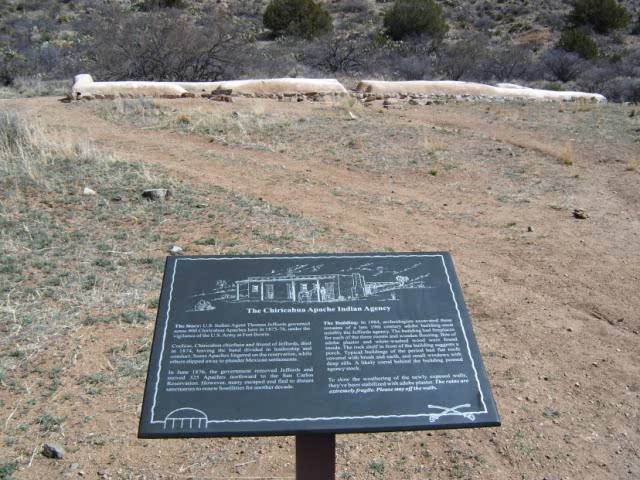 The Chiricahua Apache Indian Agency
The Story: U.S. Indian Agent Thomas Jeffords governed
some 900 Chiricahua Apaches here in 1875-76, under the
vigilance of the U.S. Army at Fort Bowie.
Cochise, Chiricahua chieftain and friend of Jeffords, died
in 1874, leaving the band divided in leadership and
conduct. Some Apaches lingered on the reservation, while
others slipped away to plunder Mexican settlements.
In June 1876, the government removed Jeffords and
moved 325 Apaches northward to the San Carlos
Reservation. However, many escaped and fled to distant
sanctuaries to renew hostilities for another decade.
The Building: In 1984, archeologists excavated these
remains of a late 19th century adobe building—most
notably the Jeffords agency. The building had fireplaces
for each of the three rooms and wooden flooring. Bits of
adobe plaster and white-washed wood were found
inside. The rock shelf in front of the building suggests a
porch. Typical buildings of the period had flat roofs
covered with brush and earth, and small windows with
deep sills. A likely corral behind the building penned
agency stock.
To slow the weathering of the newly exposed walls,
they've been stabilized with adobe plaster. The ruins are
extremely fragile. Please stay off the walls.